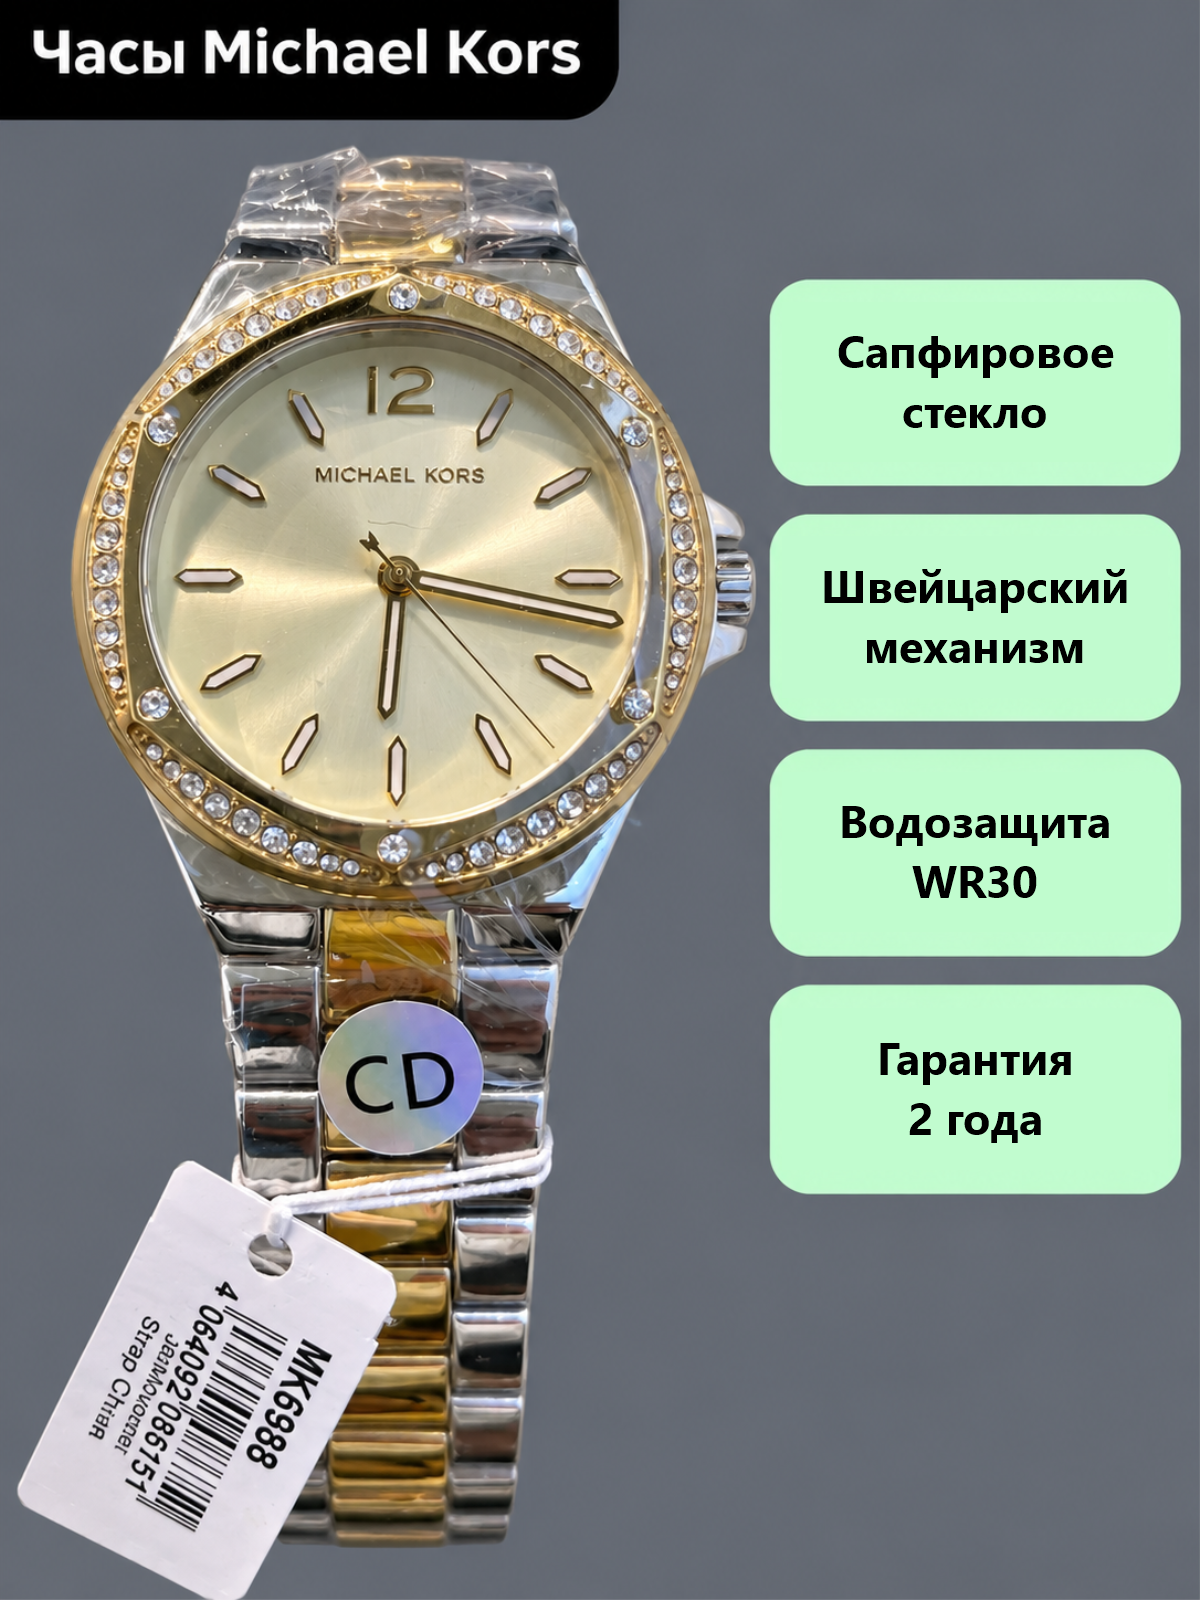 Часы Michael Kors
12
MICHAEL KORS
Сапфировое
стекло
Швейцарский
механизм
Водозащита
WR30
Гарантия
2 года
CD
MK6988
4 064092 086151
Strap